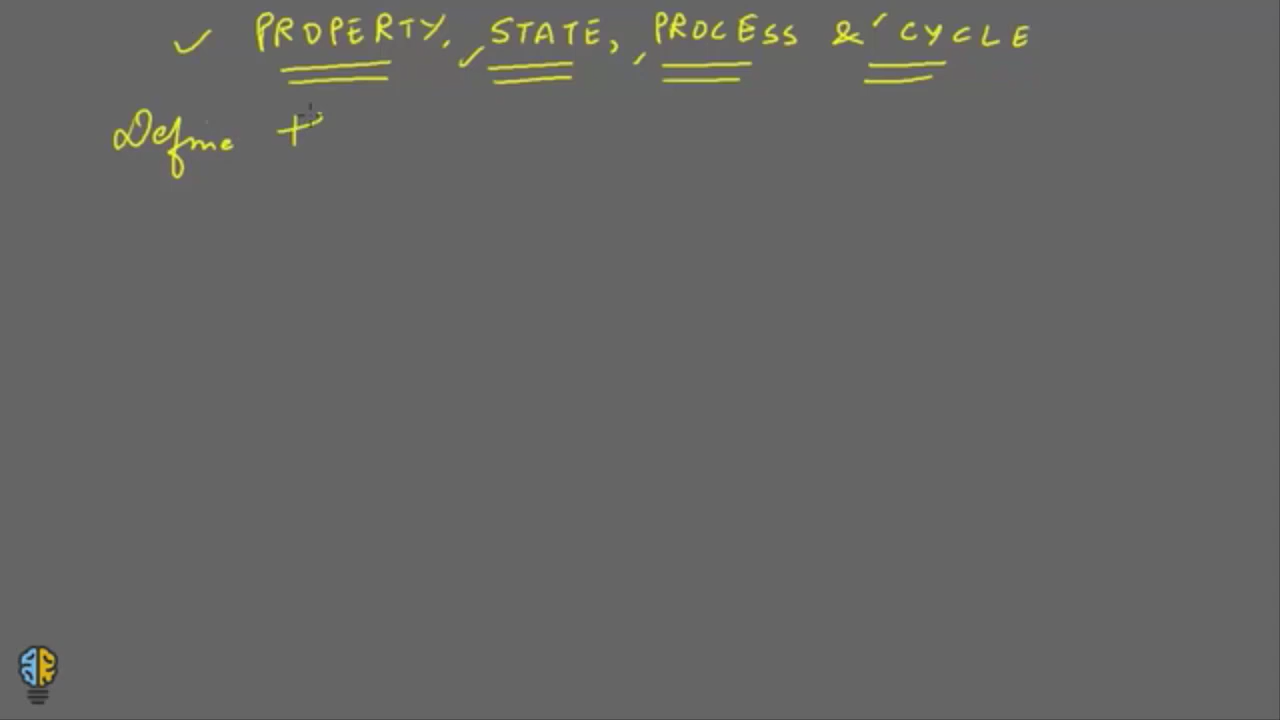 PROPERTY, STATE, PROCESS & CYCLE
Define